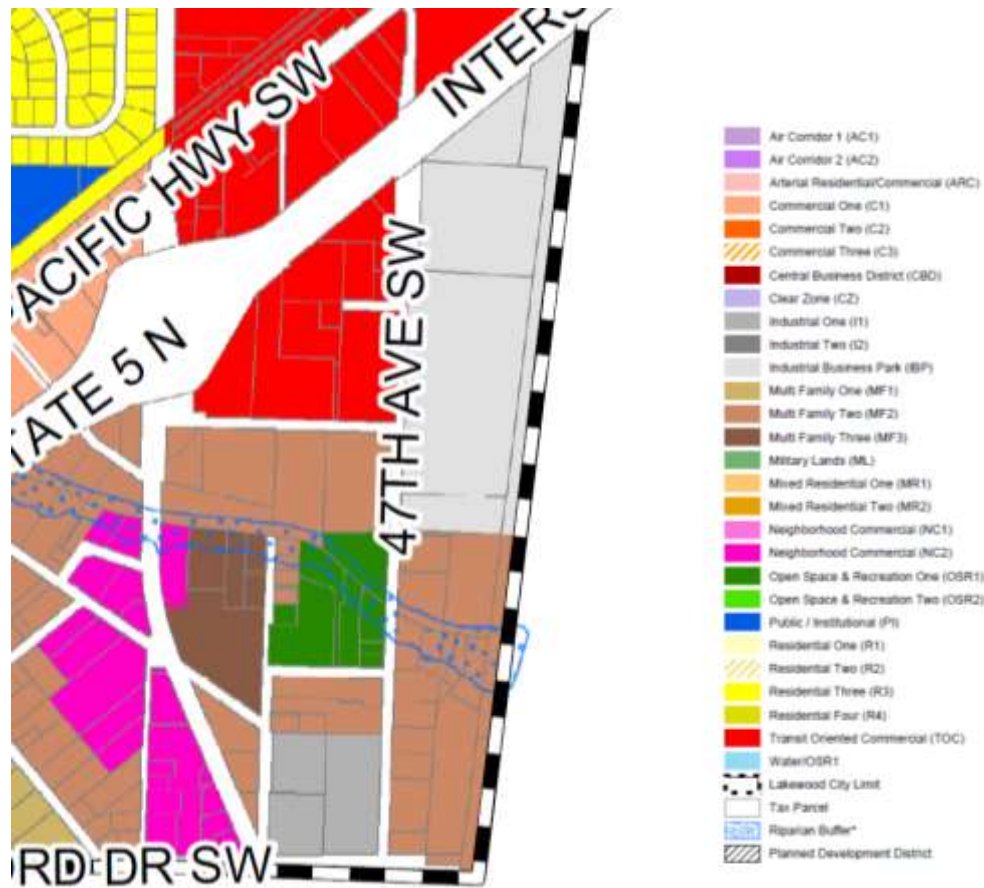 PACIFIC HWY SW
INTERS
STATE 5 N
47TH AVE SW
RD DR SW
Air Corridor 1 (AC1)
Air Corridor 2 (AC2)
Arterial Residential/Commercial (ARC)
Commercial One (C1)
Commercial Two (C2)
Commercial Three (C3)
Central Business District (CBD)
Clear Zone (CZ)
Industrial One (I1)
Industrial Two (I2)
Industrial Business Park (IBP)
Multi Family One (MF1)
Multi Family Two (MF2)
Multi Family Three (MF3)
Military Lands (ML)
Mixed Residential One (MR1)
Mixed Residential Two (MR2)
Neighborhood Commercial (NC1)
Neighborhood Commercial (NC2)
Open Space & Recreation One (OSR1)
Open Space & Recreation Two (OSR2)
Public / Institutional (PI)
Residential One (R1)
Residential Two (R2)
Residential Three (R3)
Residential Four (R4)
Transit Oriented Commercial (TOC)
Water/OSR1
Lakewood City Limit
Tax Parcel
Riparian Buffer*
Planned Development District